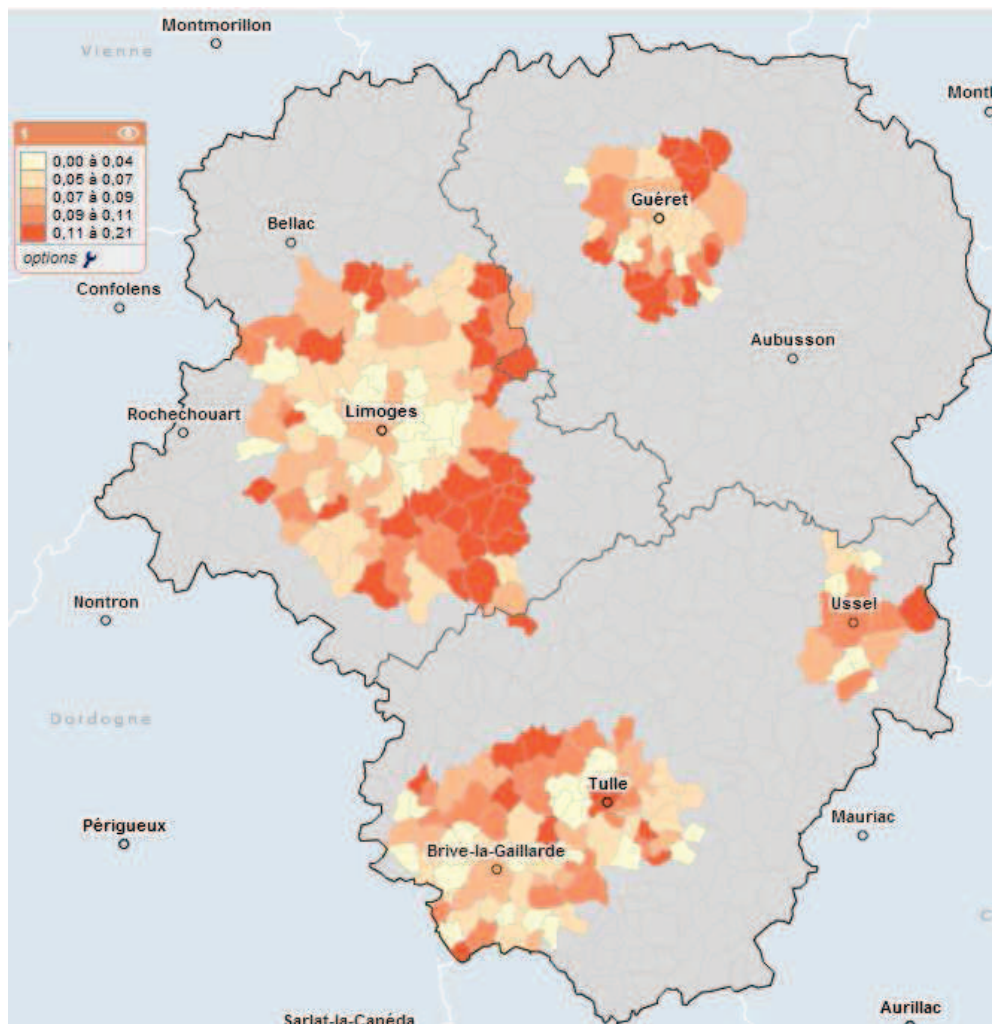 Montmorillon
Vienne
Montl
1
0,00 à 0,04
0,05 à 0,07
0,07 à 0,09
0,09 à 0,11
0,11 à 0,21
options
Guéret
Bellac
Confolens
Aubusson
Rochechouart
Limoges
Nontron
Ussel
Dordogne
Tulle
Périgueux
Mauriac
Brive-la-Gaillarde
C
Aurillac
Sarlat-la-Canéda